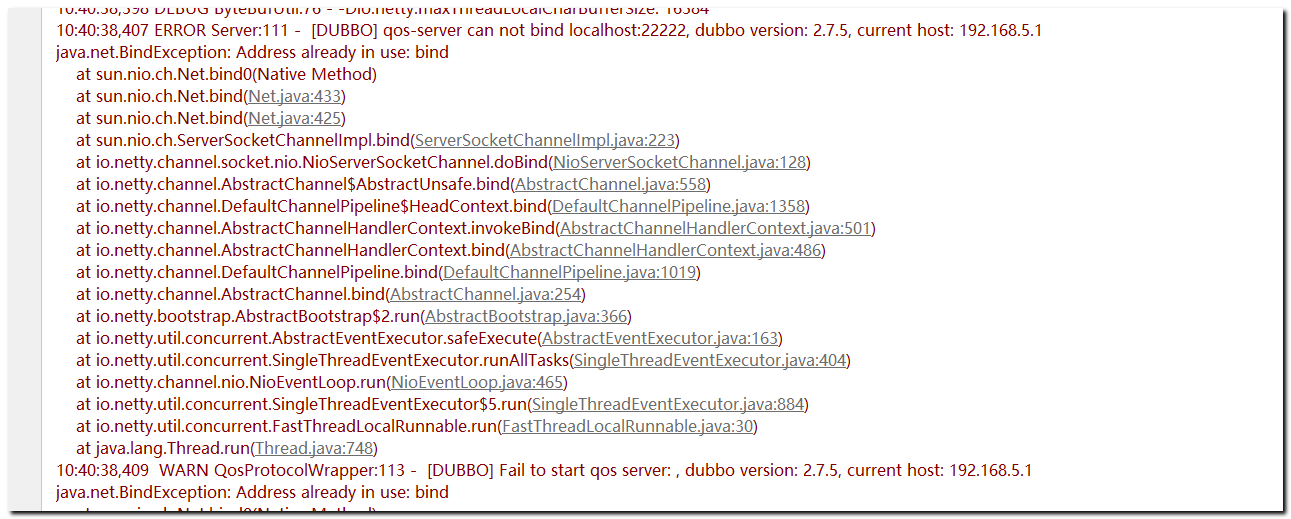 10:40:38,398 DEBUG ByteBufUtil:76 - -Dio.netty.maxThreadLocalCharBufferSize: 16384
10:40:38,407 ERROR Server:111 -  [DUBBO] qos-server can not bind localhost:22222, dubbo version: 2.7.5, current host: 192.168.5.1
java.net.BindException: Address already in use: bind
at sun.nio.ch.Net.bind0(Native Method)
at sun.nio.ch.Net.bind(Net.java:433)
at sun.nio.ch.Net.bind(Net.java:425)
at sun.nio.ch.ServerSocketChannelImpl.bind(ServerSocketChannelImpl.java:223)
at io.netty.channel.socket.nio.NioServerSocketChannel.doBind(NioServerSocketChannel.java:128)
at io.netty.channel.AbstractChannel$AbstractUnsafe.bind(AbstractChannel.java:558)
at io.netty.channel.DefaultChannelPipeline$HeadContext.bind(DefaultChannelPipeline.java:1358)
at io.netty.channel.AbstractChannelHandlerContext.invokeBind(AbstractChannelHandlerContext.java:501)
at io.netty.channel.AbstractChannelHandlerContext.bind(AbstractChannelHandlerContext.java:486)
at io.netty.channel.DefaultChannelPipeline.bind(DefaultChannelPipeline.java:1019)
at io.netty.channel.AbstractChannel.bind(AbstractChannel.java:254)
at io.netty.bootstrap.AbstractBootstrap$2.run(AbstractBootstrap.java:366)
at io.netty.util.concurrent.AbstractEventExecutor.safeExecute(AbstractEventExecutor.java:163)
at io.netty.util.concurrent.SingleThreadEventExecutor.runAllTasks(SingleThreadEventExecutor.java:404)
at io.netty.channel.nio.NioEventLoop.run(NioEventLoop.java:465)
at io.netty.util.concurrent.SingleThreadEventExecutor$5.run(SingleThreadEventExecutor.java:884)
at io.netty.util.concurrent.FastThreadLocalRunnable.run(FastThreadLocalRunnable.java:30)
at java.lang.Thread.run(Thread.java:748)
10:40:38,409  WARN QosProtocolWrapper:113 -  [DUBBO] Fail to start qos server: , dubbo version: 2.7.5, current host: 192.168.5.1
java.net.BindException: Address already in use: bind
at sun.nio.ch.Net.bind0(Native Method)